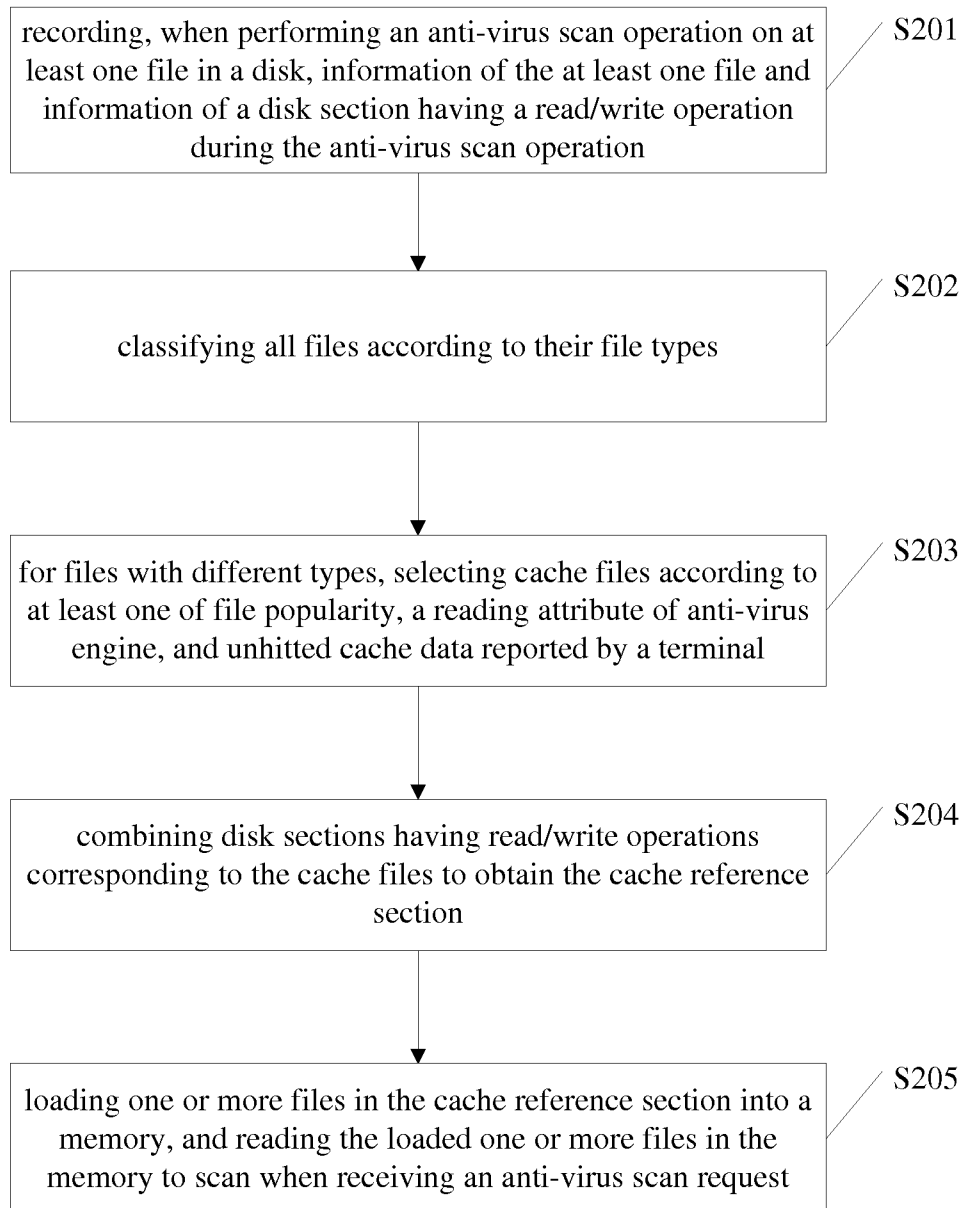 recording, when performing an anti-virus scan operation on at
least one file in a disk, information of the at least one file and
information of a disk section having a read/write operation
during the anti-virus scan operation
S201
classifying all files according to their file types
S202
for files with different types, selecting cache files according to
at least one of file popularity, a reading attribute of anti-virus
engine, and unhitted cache data reported by a terminal
S203
combining disk sections having read/write operations
corresponding to the cache files to obtain the cache reference
section
S204
loading one or more files in the cache reference section into a
memory, and reading the loaded one or more files in the
memory to scan when receiving an anti-virus scan request
S205